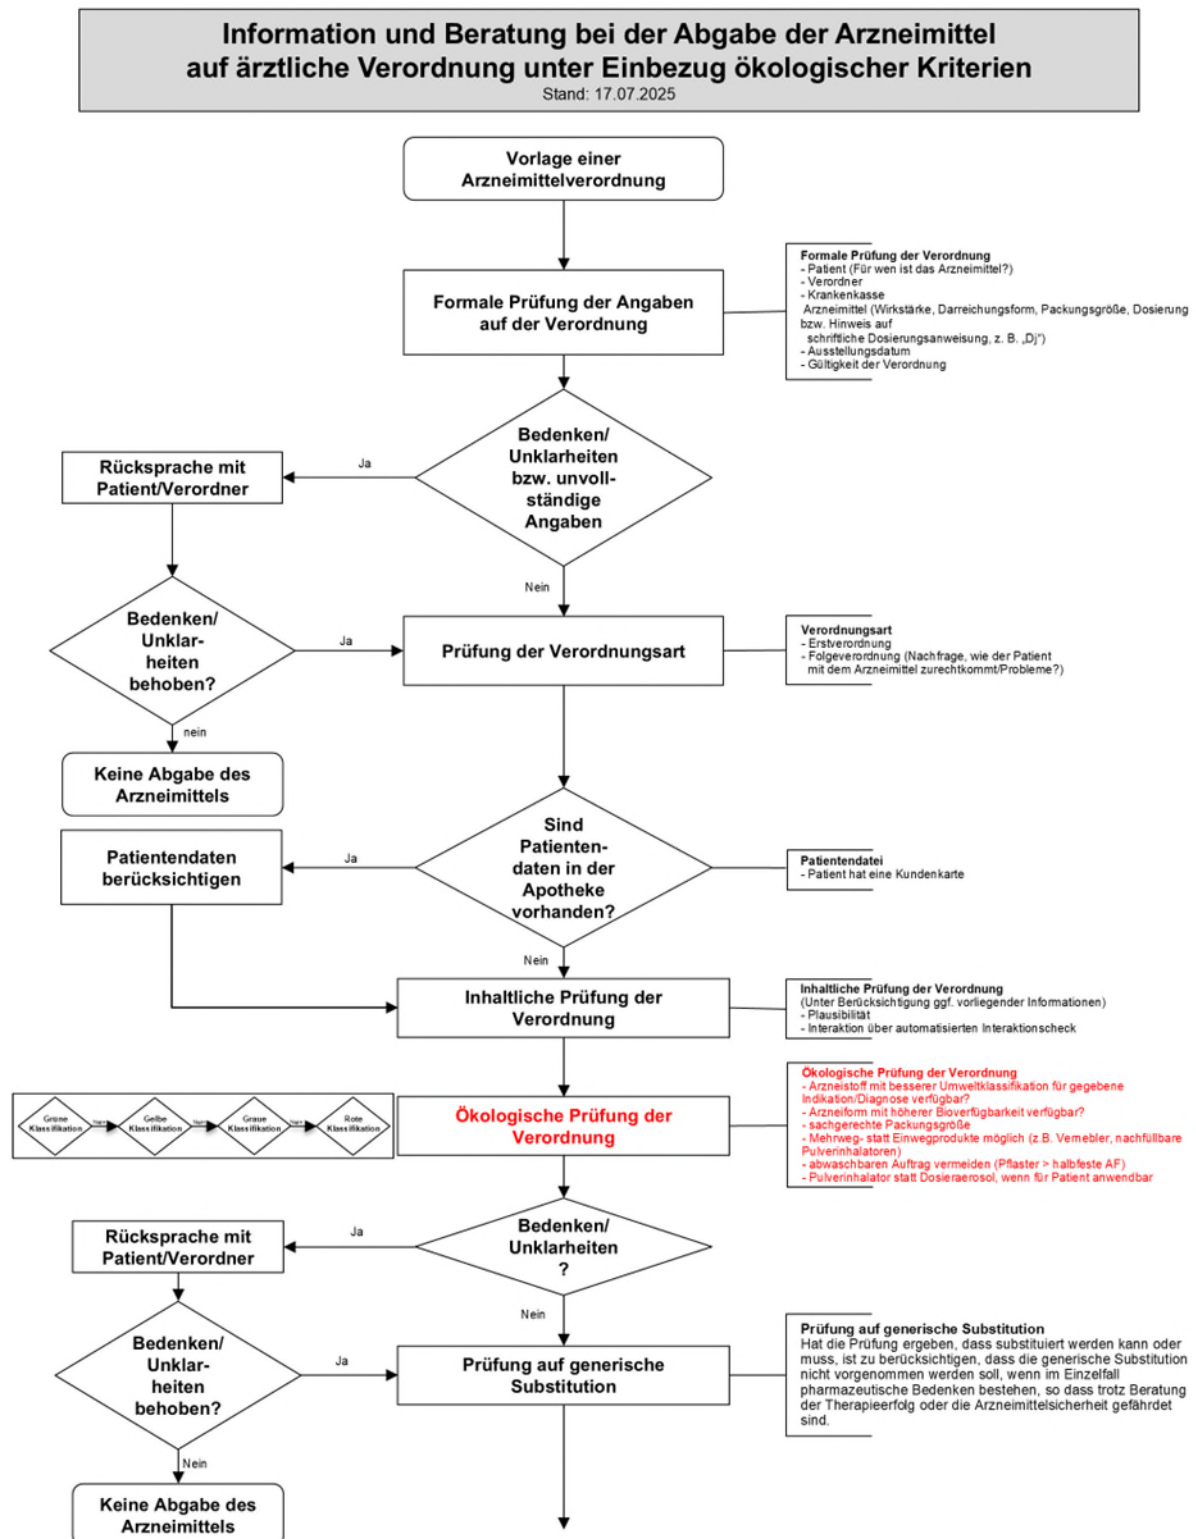 Information und Beratung bei der Abgabe der Arzneimittel
auf ärztliche Verordnung unter Einbezug ökologischer Kriterien
Stand: 17.07.2025
Vorlage einer
Arzneimittelverordnung
Formale Prüfung der Angaben
auf der Verordnung
Formale Prüfung der Verordnung
- Patient (Für wen ist das Arzneimittel?)
- Verordner
- Krankenkasse
Arzneimittel (Wirkstärke, Darreichungsform, Packungsgröße, Dosierung
bzw. Hinweis auf
schriftliche Dosierungsanweisung, z. B. „Dj")
- Ausstellungsdatum
- Gültigkeit der Verordnung
Bedenken/
Unklarheiten
bzw. unvoll-
ständige
Angaben
Ja
Rücksprache mit
Patient/Verordner
Nein
Bedenken/
Unklar-
heiten
behoben?
Ja
Prüfung der Verordnungsart
Verordnungsart
- Erstverordnung
- Folgeverordnung (Nachfrage, wie der Patient
mit dem Arzneimittel zurechtkommt/Probleme?)
nein
Keine Abgabe des
Arzneimittels
Sind
Patienten-
daten in der
Apotheke
vorhanden?
Ja
Patientendaten
berücksichtigen
Patientendatei
- Patient hat eine Kundenkarte
Nein
Inhaltliche Prüfung der
Verordnung
Inhaltliche Prüfung der Verordnung
(Unter Berücksichtigung ggf. vorliegender Informationen)
- Plausibilität
- Interaktion über automatisierten Interaktionscheck
Grüne
Klassifikation
Gelbe
Klassifikation
Graue
Klassifikation
Rote
Klassifikation
Ökologische Prüfung der
Verordnung
Ökologische Prüfung der Verordnung
- Arzneistoff mit besserer Umweltklassifikation für gegebene
Indikation/Diagnose verfügbar?
- Arzneiform mit höherer Bioverfügbarkeit verfügbar?
- sachgerechte Packungsgröße
- Mehrweg- statt Einwegprodukte möglich (z.B. Vernebler, nachfüllbare
Pulverinhalatoren)
- abwaschbaren Auftrag vermeiden (Pflaster > halbfeste AF)
- Pulverinhalator statt Dosieraerosol, wenn für Patient anwendbar
Bedenken/
Unklarheiten
?
Ja
Rücksprache mit
Patient/Verordner
Nein
Bedenken/
Unklar-
heiten
behoben?
Ja
Prüfung auf generische
Substitution
Prüfung auf generische Substitution
Hat die Prüfung ergeben, dass substituiert werden kann oder
muss, ist zu berücksichtigen, dass die generische Substitution
nicht vorgenommen werden soll, wenn im Einzelfall
pharmazeutische Bedenken bestehen, so dass trotz Beratung
der Therapieerfolg oder die Arzneimittelsicherheit gefährdet
sind.
Nein
Keine Abgabe des
Arzneimittels